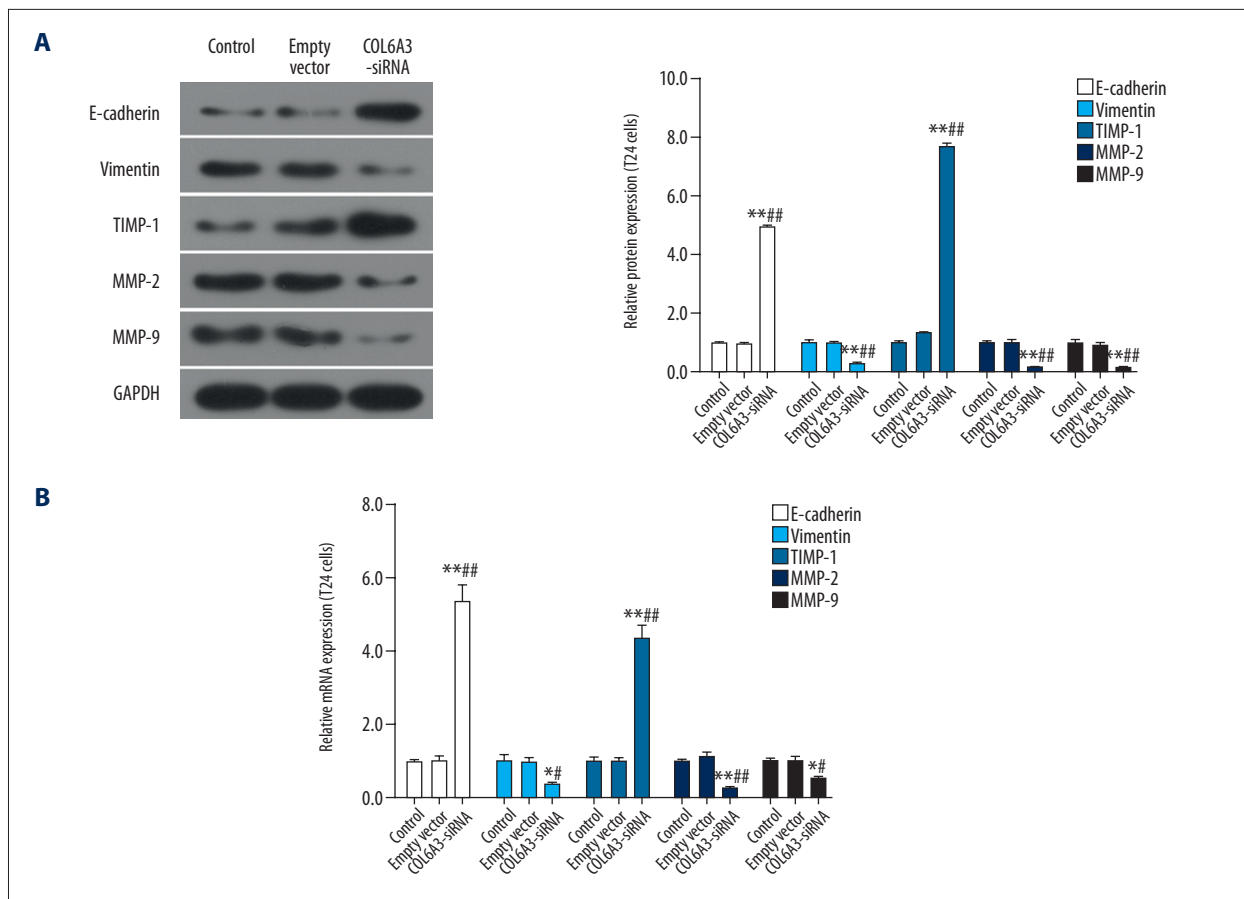 A
Control
Empty
vector
COL6A3
-siRNA
E-cadherin
Vimentin
TIMP-1
MMP-2
MMP-9
GAPDH
Relative protein expression (T24 cells)
10.0
8.0
6.0
4.0
2.0
1.0
0.0
**##
**##
**##
**##
**##
Control
Empty vector
COL6A3-siRNA
Control
Empty vector
COL6A3-siRNA
Control
Empty vector
COL6A3-siRNA
Control
Empty vector
COL6A3-siRNA
Control
Empty vector
COL6A3-siRNA
E-cadherin
Vimentin
TIMP-1
MMP-2
MMP-9
B
Relative mRNA expression (T24 cells)
8.0
6.0
4.0
2.0
1.0
0.0
**##
*#
**##
**##
*#
Control
Empty vector
COL6A3-siRNA
Control
Empty vector
COL6A3-siRNA
Control
Empty vector
COL6A3-siRNA
Control
Empty vector
COL6A3-siRNA
Control
Empty vector
COL6A3-siRNA
E-cadherin
Vimentin
TIMP-1
MMP-2
MMP-9